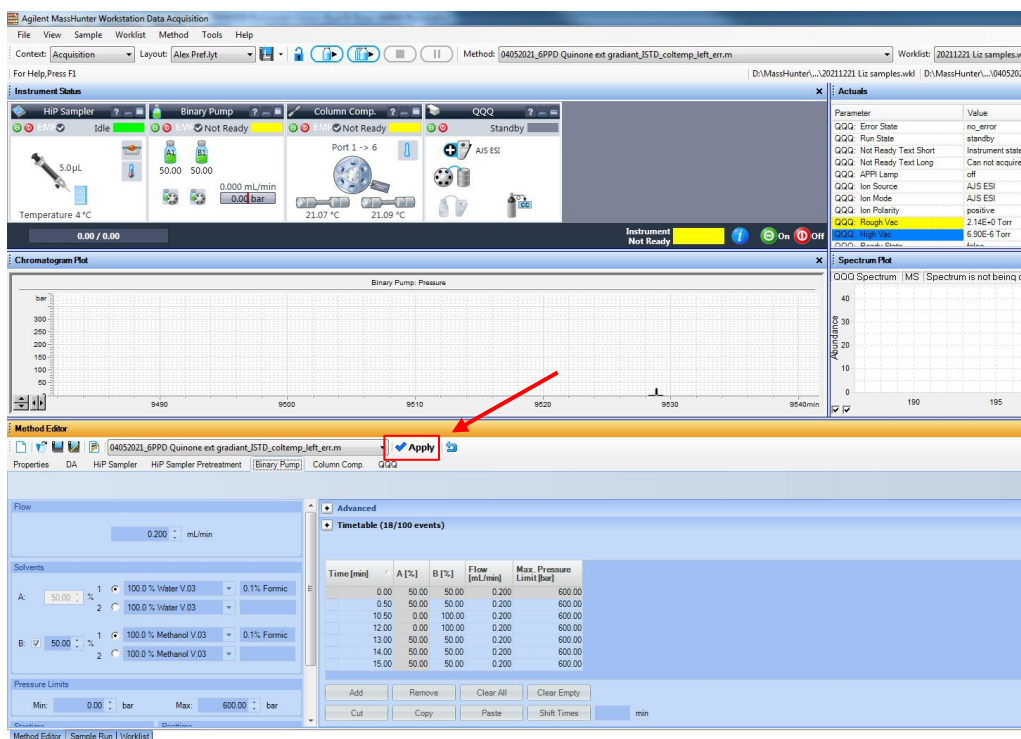 Agilent MassHunter Workstation Data Acquisition
File View Sample Worklist Method Tools Help
Context: Acquisition Layout: Alex Pref.lyt Method: 04052021_6PPD Quinone ext gradiant_ISTD_coltemp_left_err.m Worklist: 20211221 Liz samples.w
For Help,Press F1 D:\MassHunter\...\20211221 Liz samples.wkl D:\MassHunter\...\0405202
Instrument Status × Actuals
HiP Sampler ? Binary Pump ? Column Comp. ? QQQ ?
EMF Idle EMF Not Ready EMF Not Ready Standby
Parameter Value
QQQ: Error State no_error
QQQ: Run State standby
QQQ: Not Ready Text Short Instrument state
QQQ: Not Ready Text Long Can not acquire
QQQ: APPI Lamp off
QQQ: Ion Source AJS ESI
QQQ: Ion Mode AJS ESI
QQQ: Ion Polarity positive
QQQ: Rough Vac 2.14E+0 Torr
QQQ: High Vac 6.90E-6 Torr
QQQ: Ready State false
5.0µL
Temperature 4 °C
A1 B1
50.00 50.00
0.000 mL/min
0.00 bar
Port 1 -> 6
21.07 °C 21.09 °C
AJS ESI
CC
0.00 / 0.00 Instrument Not Ready On Off
Chromatogram Plot × Spectrum Plot
Binary Pump: Pressure
bar
300
250
200
150
100
50
9490 9500 9510 9520 9530 9540min
QQQ Spectrum MS Spectrum is not being
Abundance
40
30
20
10
0
190 195
Method Editor
04052021_6PPD Quinone ext gradiant_ISTD_coltemp_left_err.m Apply
Properties DA HiP Sampler HiP Sampler Pretreatment Binary Pump Column Comp. QQQ
Flow
0.200 mL/min
Solvents
A: 50.00 % 1 100.0 % Water V.03 0.1% Formic
2 100.0 % Water V.03
B: 50.00 % 1 100.0 % Methanol V.03 0.1% Formic
2 100.0 % Methanol V.03
Pressure Limits
Min: 0.00 bar Max: 600.00 bar
Stoptime Posttime
Advanced
Timetable (18/100 events)
Time [min] A [%] B [%] Flow [mL/min] Max. Pressure Limit [bar]
0.00 50.00 50.00 0.200 600.00
0.50 50.00 50.00 0.200 600.00
10.50 0.00 100.00 0.200 600.00
12.00 0.00 100.00 0.200 600.00
13.00 50.00 50.00 0.200 600.00
14.00 50.00 50.00 0.200 600.00
15.00 50.00 50.00 0.200 600.00
Add Remove Clear All Clear Empty
Cut Copy Paste Shift Times min
Method Editor Sample Run Worklist